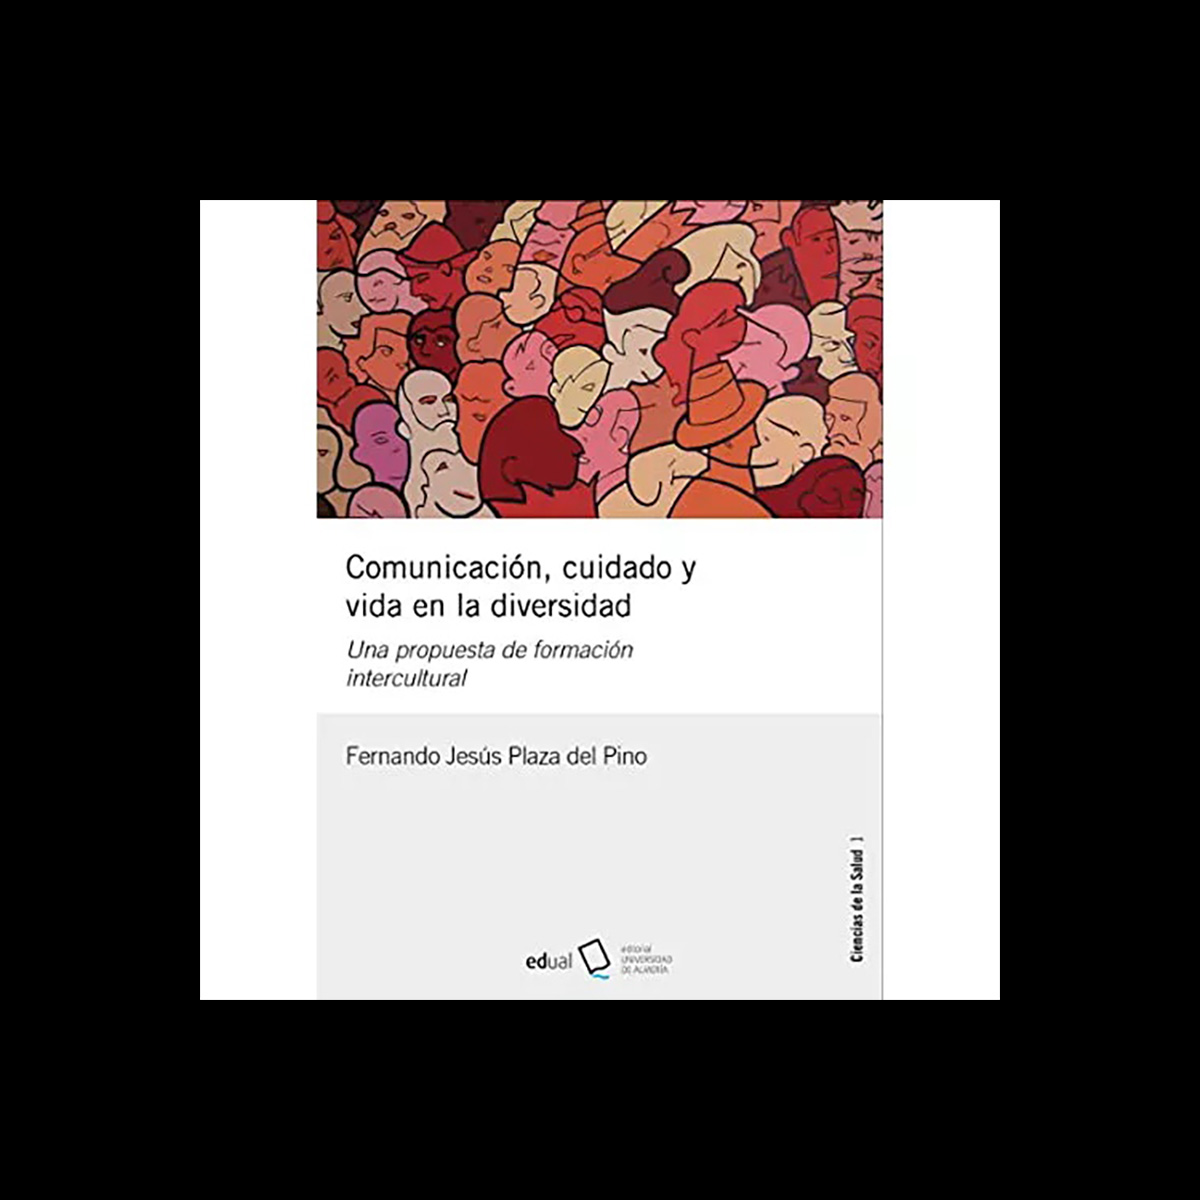 Comunicación, cuidado y
vida en la diversidad
Una propuesta de formación
intercultural
Fernando Jesús Plaza del Pino
Ciencias de la Salud 1
edual
editorial
UNIVERSIDAD
DE ALMERÍA